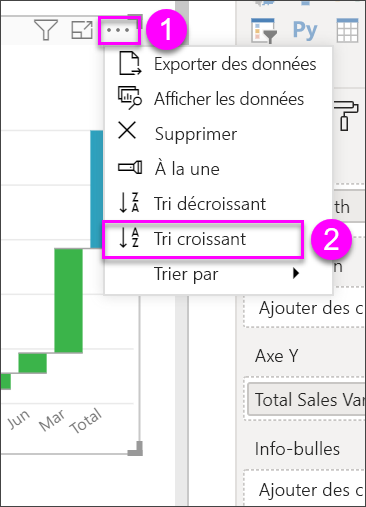 1
Py
Exporter des données
Afficher les données
Supprimer
À la une
Tri décroissant
Tri croissant
2
Trier par
th
n
Ajouter des c
Axe Y
Total Sales Var
Info-bulles
Ajouter des c
Jun
Mar
Total